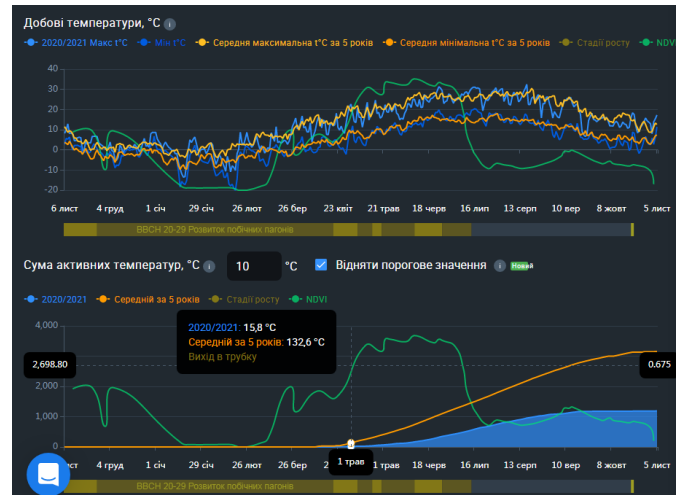 Добові температури, °C
2020/2021 Макс t°C Мін t°C Середня максимальна t°C за 5 років Середня мінімальна t°C за 5 років Стадії росту NDVI
40
30
20
10
0
-10
-20
6 лист 4 груд 1 січ 29 січ 26 лют 26 бер 23 квіт 21 трав 18 черв 16 лип 13 серп 10 вер 8 жовт 5 лист
BBCH 20-29 Розвиток побічних пагонів
Сума активних температур, °C 10 °C Відняти порогове значення Новий
2020/2021 Середній за 5 років Стадії росту NDVI
4,000
2020/2021: 15,8 °C
Середній за 5 років: 132,6 °C
Вихід в трубку
2,698.80 0.675
2,000
1,000
0
4 груд 1 січ 29 січ 26 лют 26 бер 1 трав 18 черв 16 лип 13 серп 10 вер 8 жовт 5 лист
BBCH 20-29 Розвиток побічних пагонів